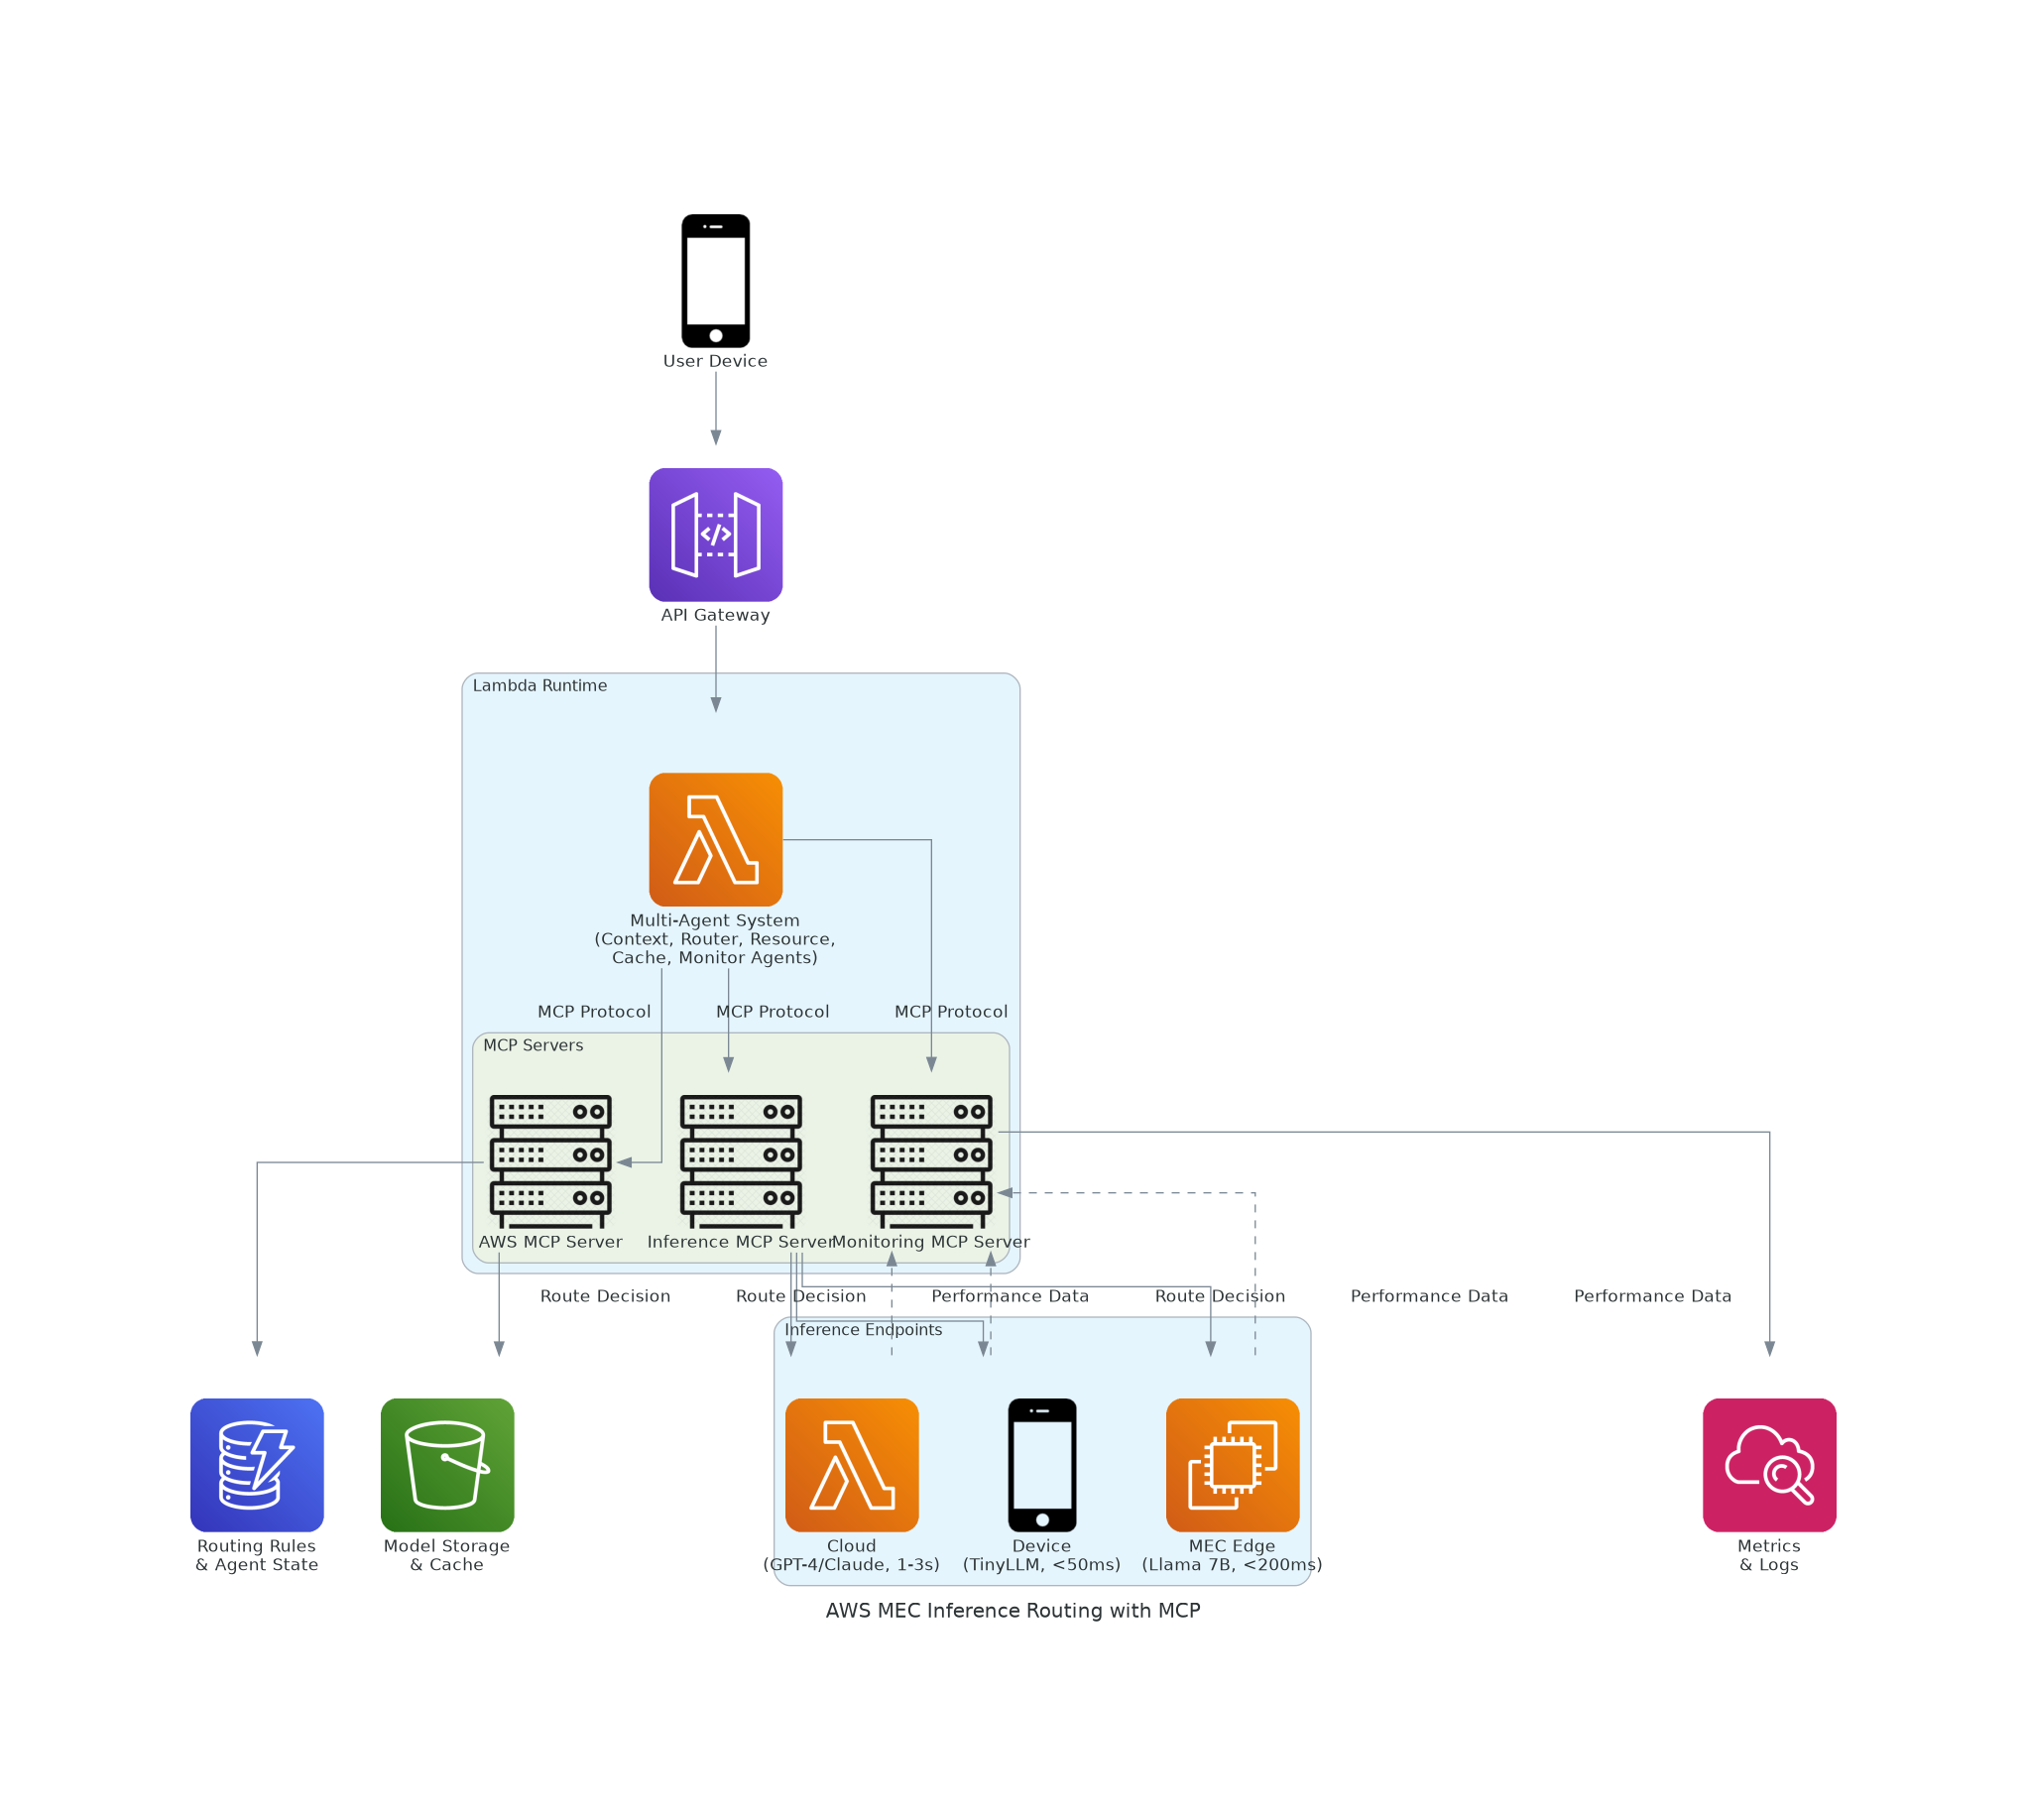 User Device
API Gateway
Lambda Runtime
Multi-Agent System
(Context, Router, Resource,
Cache, Monitor Agents)
MCP Protocol
MCP Protocol
MCP Protocol
MCP Servers
AWS MCP Server
Inference MCP Server
Monitoring MCP Server
Route Decision
Route Decision
Performance Data
Route Decision
Performance Data
Performance Data
Inference Endpoints
Routing Rules
& Agent State
Model Storage
& Cache
Cloud
(GPT-4/Claude, 1-3s)
Device
(TinyLLM, <50ms)
MEC Edge
(Llama 7B, <200ms)
Metrics
& Logs
AWS MEC Inference Routing with MCP